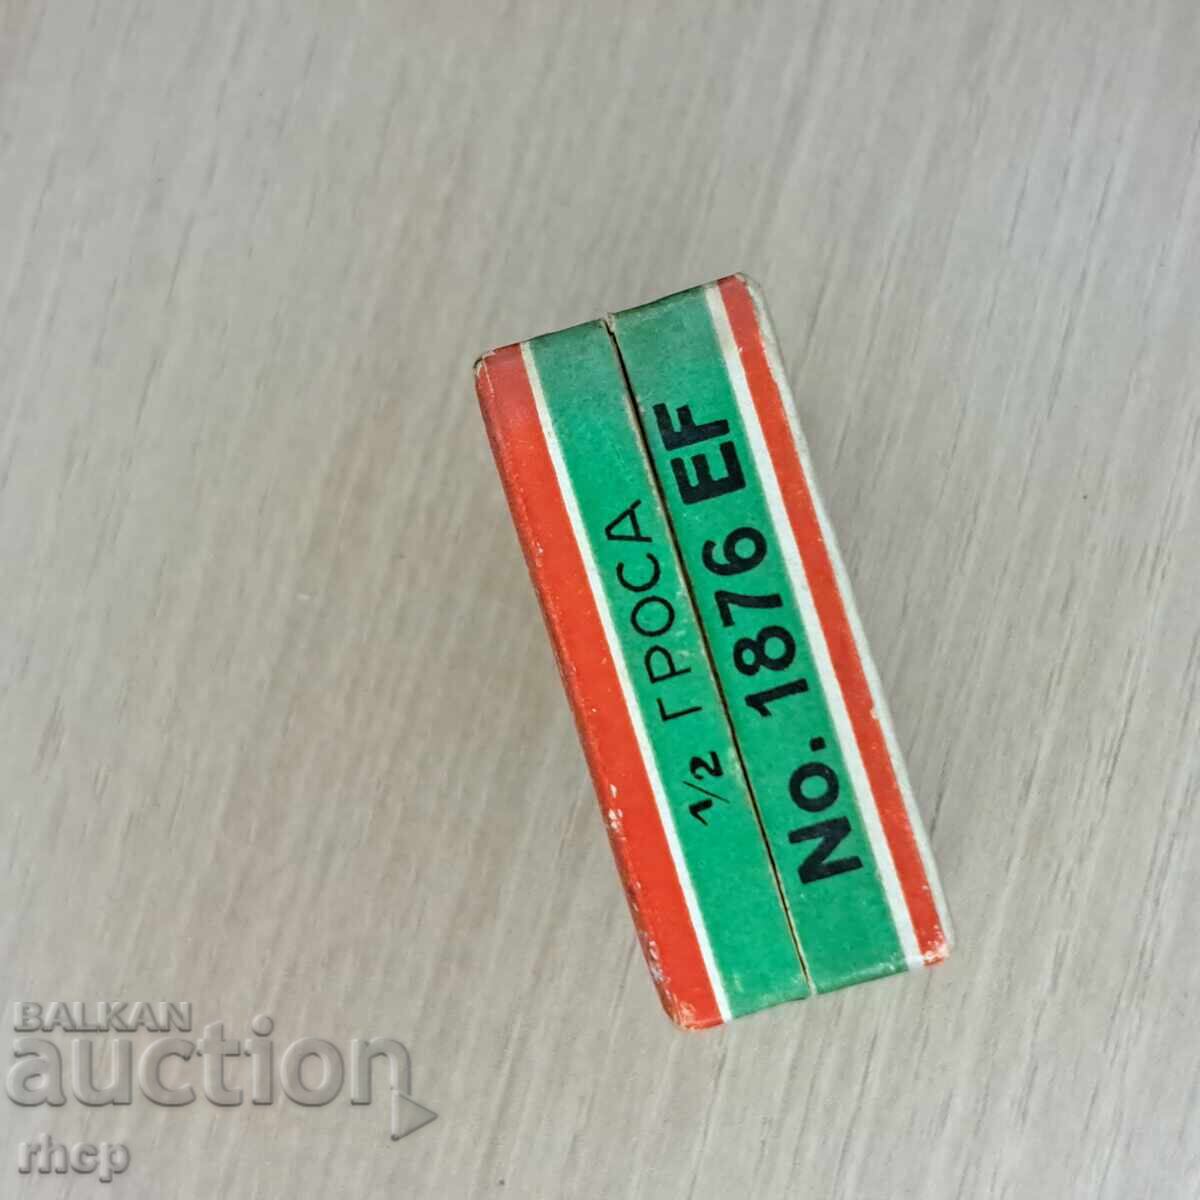 ½ ГРОСА
No. 1876 EF
BALKAN
auction
rhcp